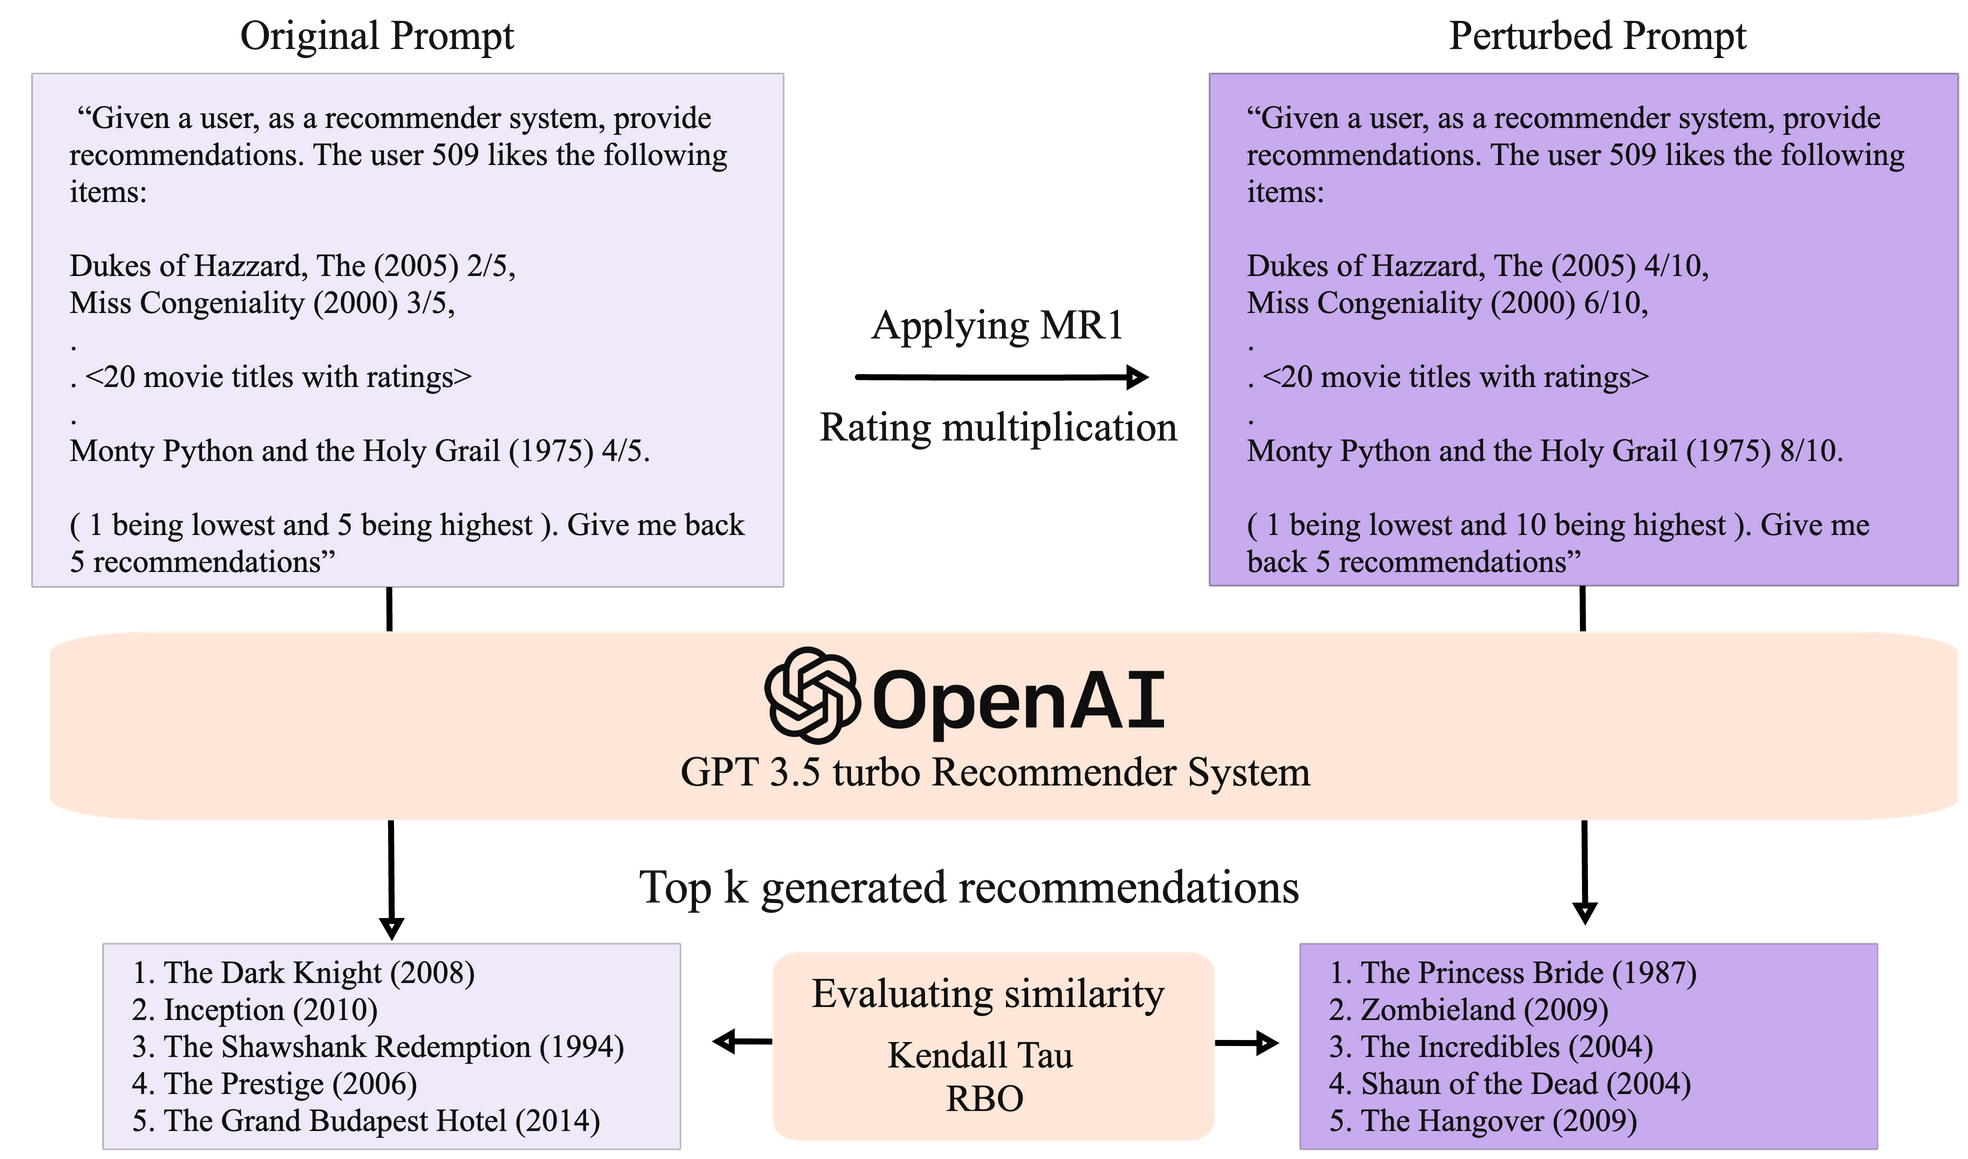 Original Prompt
“Given a user, as a recommender system, provide
recommendations. The user 509 likes the following
items:
Dukes of Hazzard, The (2005) 2/5,
Miss Congeniality (2000) 3/5,
.
. <20 movie titles with ratings>
.
Monty Python and the Holy Grail (1975) 4/5.
( 1 being lowest and 5 being highest ). Give me back
5 recommendations”
Applying MR1
Rating multiplication
Perturbed Prompt
“Given a user, as a recommender system, provide
recommendations. The user 509 likes the following
items:
Dukes of Hazzard, The (2005) 4/10,
Miss Congeniality (2000) 6/10,
.
. <20 movie titles with ratings>
.
Monty Python and the Holy Grail (1975) 8/10.
( 1 being lowest and 10 being highest ). Give me
back 5 recommendations”
OpenAI
GPT 3.5 turbo Recommender System
Top k generated recommendations
1. The Dark Knight (2008)
2. Inception (2010)
3. The Shawshank Redemption (1994)
4. The Prestige (2006)
5. The Grand Budapest Hotel (2014)
Evaluating similarity
Kendall Tau
RBO
1. The Princess Bride (1987)
2. Zombieland (2009)
3. The Incredibles (2004)
4. Shaun of the Dead (2004)
5. The Hangover (2009)